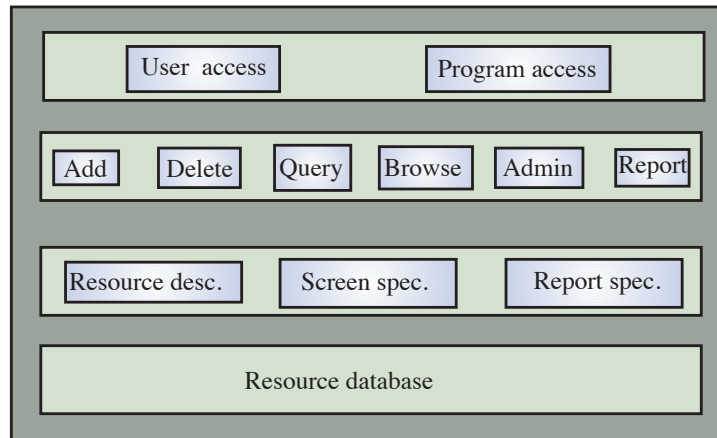 User access Program access
Add Delete Query Browse Admin Report
Resource desc. Screen spec. Report spec.
Resource database